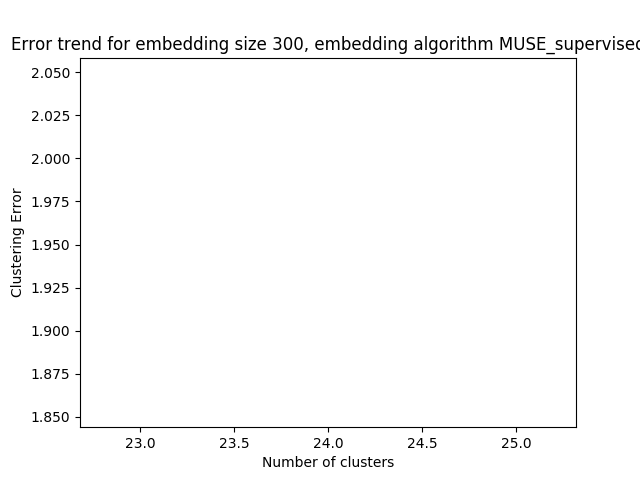 Error trend for embedding size 300, embedding algorithm MUSE_supervised
2.050
2.025
2.000
1.975
1.950
1.925
1.900
1.875
1.850
Clustering Error
23.0 23.5 24.0 24.5 25.0
Number of clusters